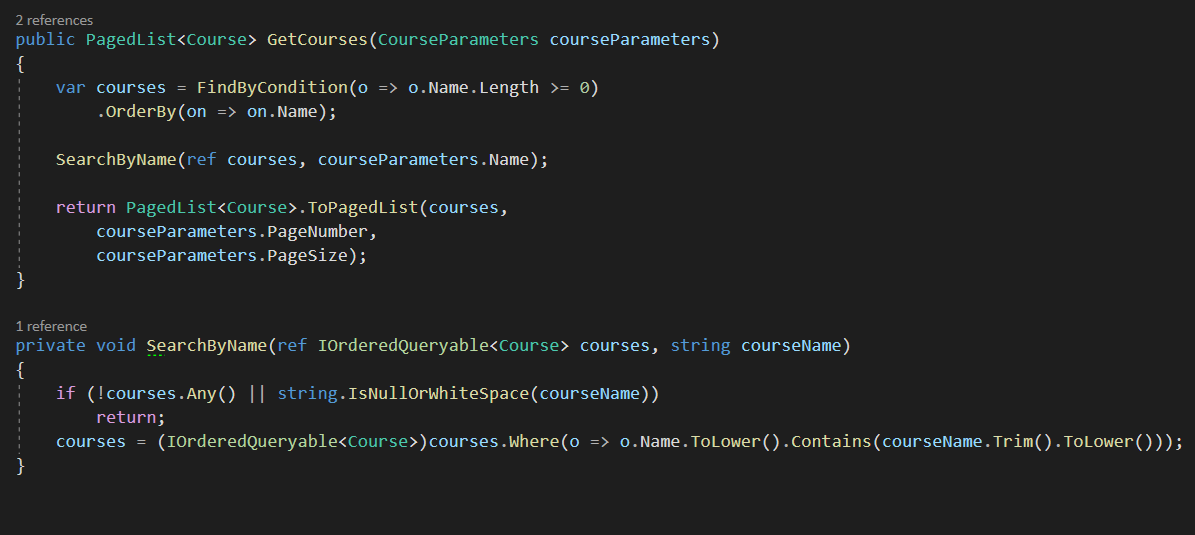 2 references
public PagedList<Course> GetCourses(CourseParameters courseParameters)
{
    var courses = FindByCondition(o => o.Name.Length >= 0)
        .OrderBy(on => on.Name);

    SearchByName(ref courses, courseParameters.Name);

    return PagedList<Course>.ToPagedList(courses,
        courseParameters.PageNumber,
        courseParameters.PageSize);
}

1 reference
private void SearchByName(ref IOrderedQueryable<Course> courses, string courseName)
{
    if (!courses.Any() || string.IsNullOrWhiteSpace(courseName))
        return;
    courses = (IOrderedQueryable<Course>)courses.Where(o => o.Name.ToLower().Contains(courseName.Trim().ToLower()));
}